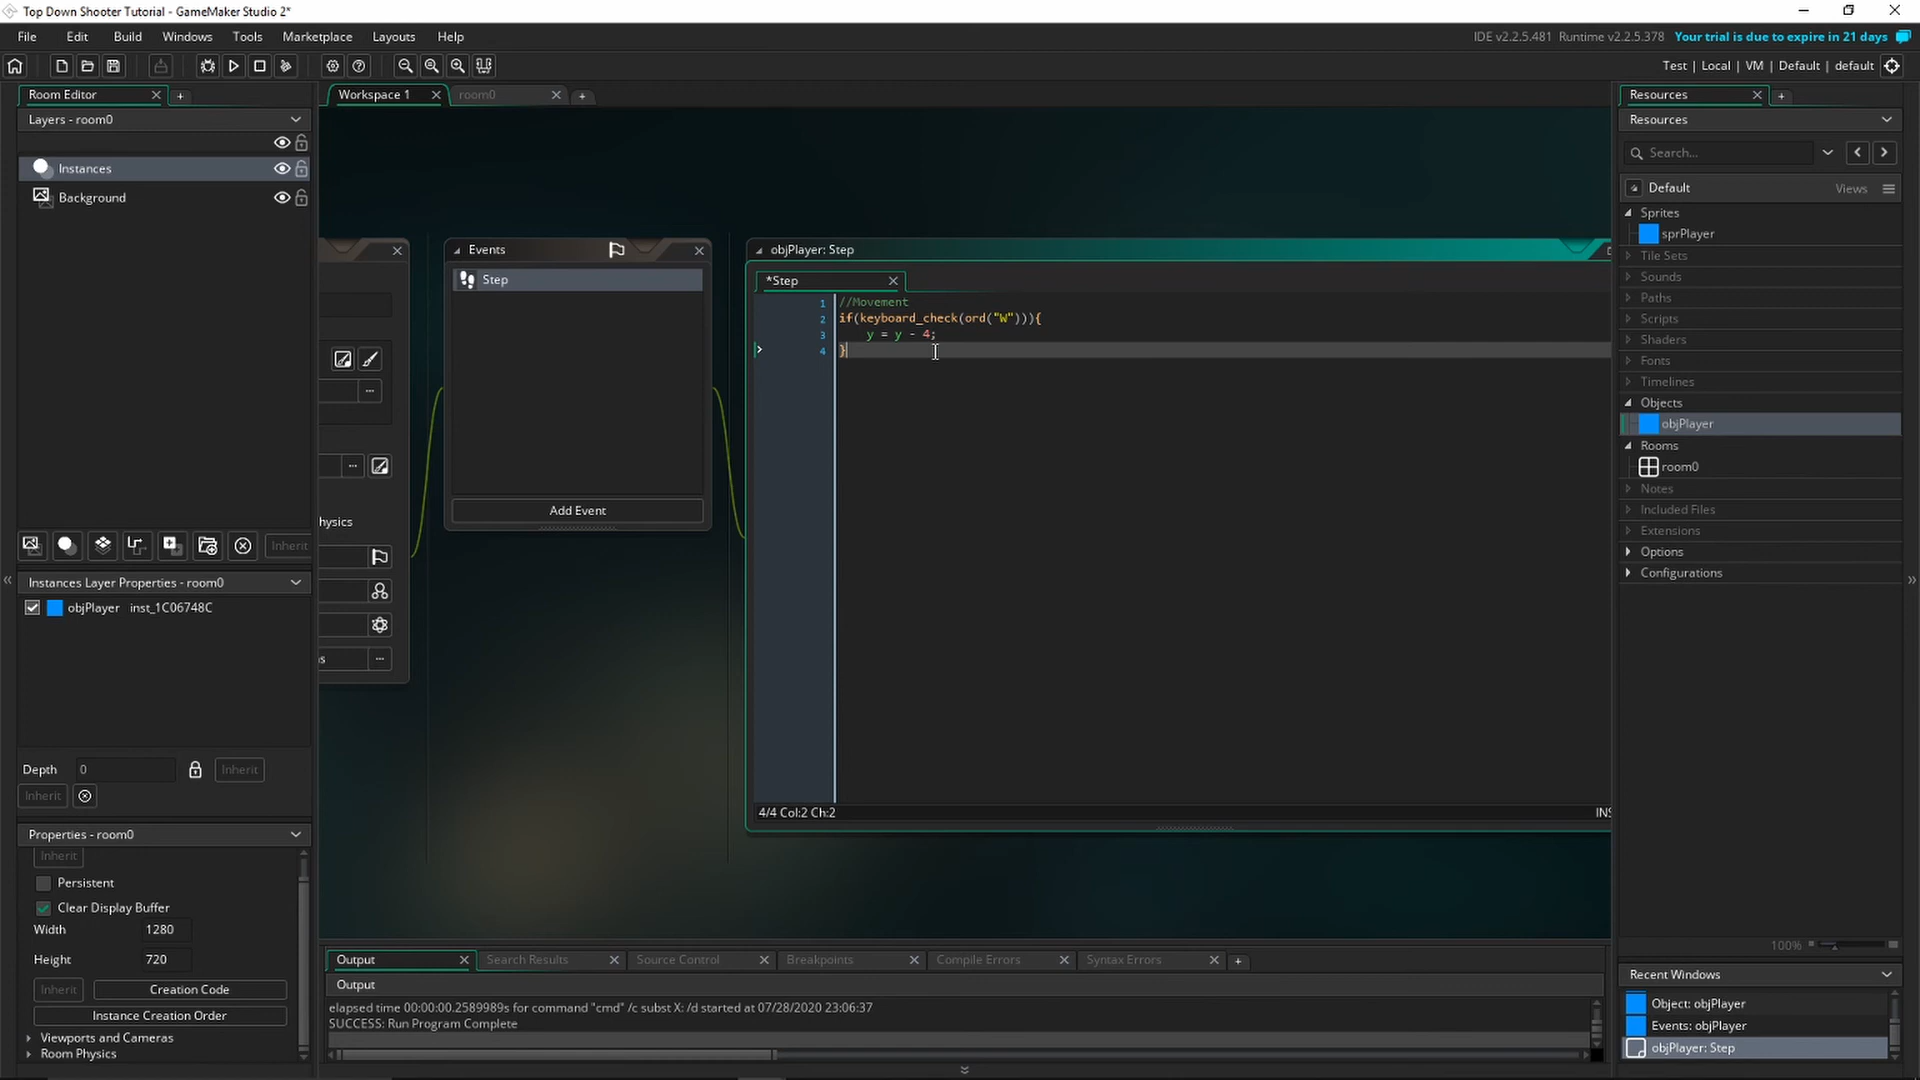 Top Down Shooter Tutorial - GameMaker Studio 2*
File Edit Build Windows Tools Marketplace Layouts Help
IDE v2.2.5.481 Runtime v2.2.5.378 Your trial is due to expire in 21 days
Test | Local | VM | Default | default
Room Editor
Layers - room0
Instances
Background
Inherit
Instances Layer Properties - room0
objPlayer inst_1C06748C
Depth 0 Inherit
Inherit
Properties - room0
Inherit
Persistent
Clear Display Buffer
Width 1280
Height 720
Inherit Creation Code
Instance Creation Order
Viewports and Cameras
Room Physics
Workspace 1 room0
hysics
s
Events
Step
Add Event
objPlayer: Step
*Step
1 //Movement
2 if(keyboard_check(ord("W"))){
3 y = y - 4;
4 }
4/4 Col:2 Ch:2 INS
Output Search Results Source Control Breakpoints Compile Errors Syntax Errors
Output
elapsed time 00:00:00.2589989s for command "cmd" /c subst X: /d started at 07/28/2020 23:06:37
SUCCESS: Run Program Complete
Resources
Resources
Search...
Default Views
Sprites
sprPlayer
Tile Sets
Sounds
Paths
Scripts
Shaders
Fonts
Timelines
Objects
objPlayer
Rooms
room0
Notes
Included Files
Extensions
Options
Configurations
100%
Recent Windows
Object: objPlayer
Events: objPlayer
objPlayer: Step